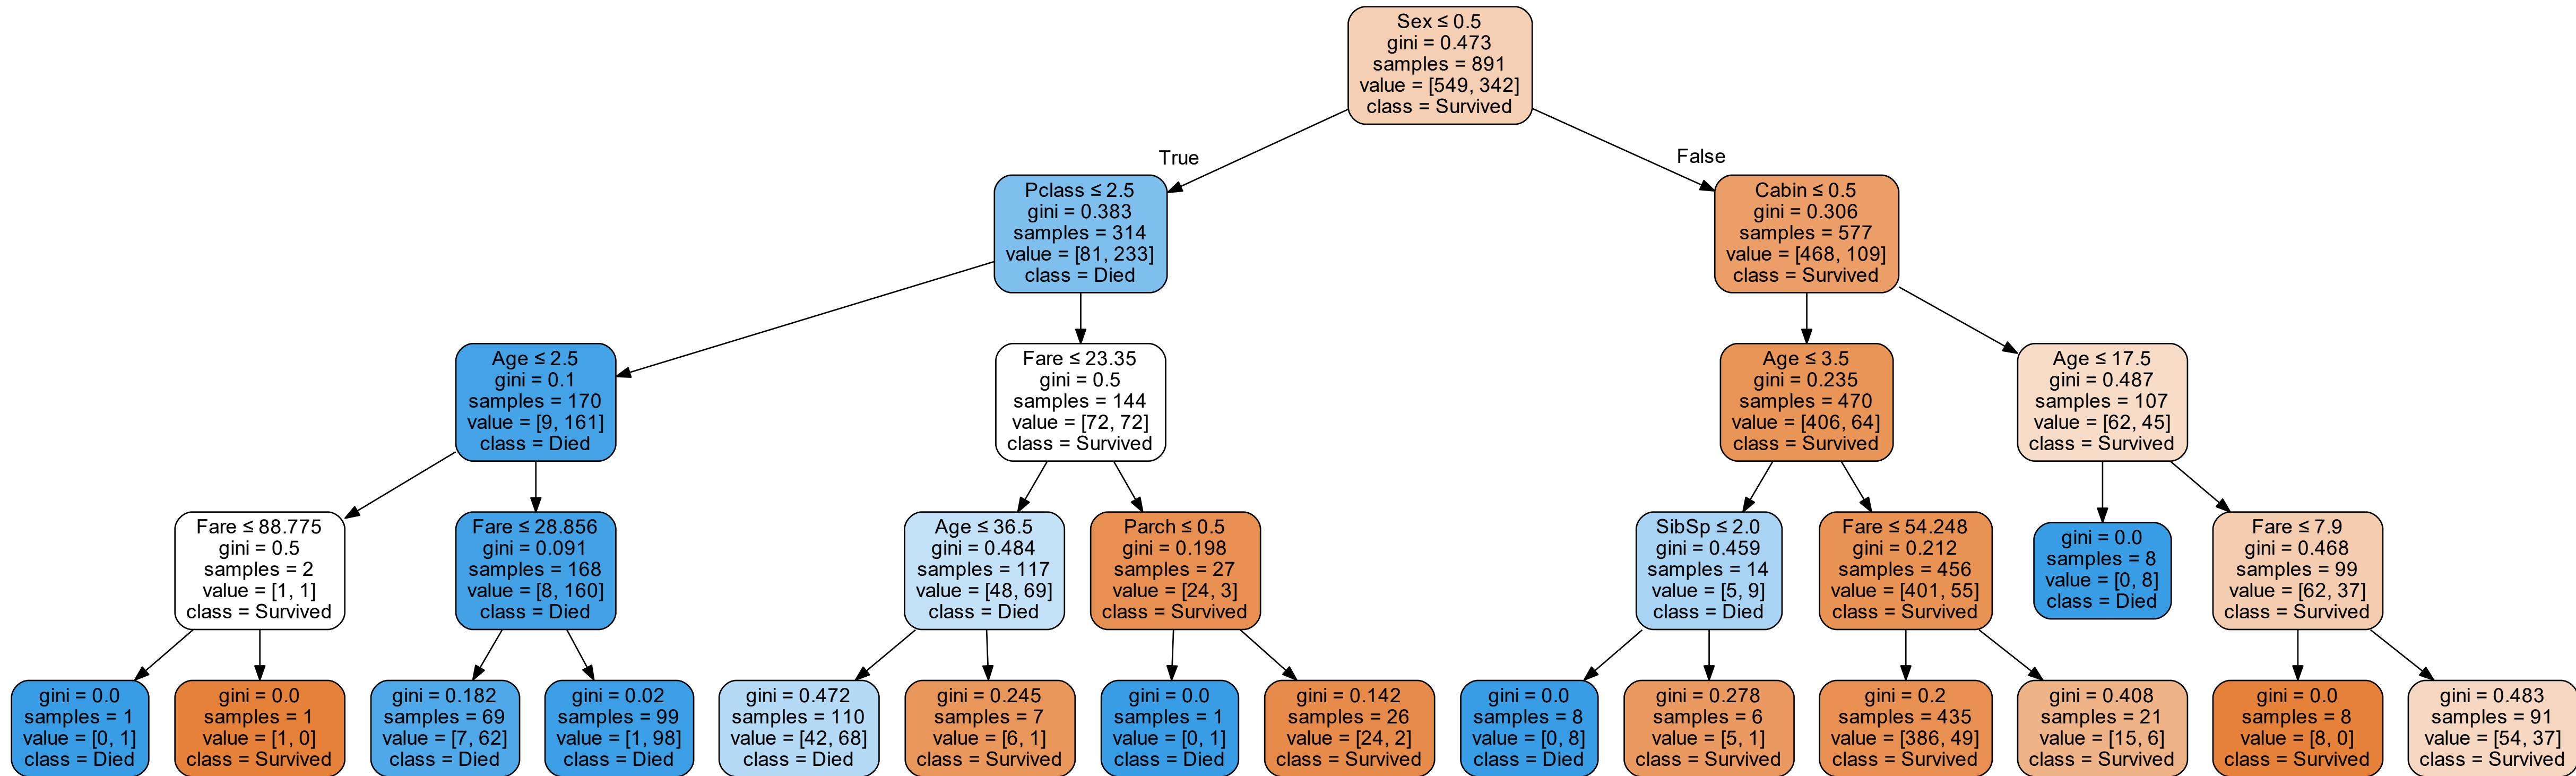 Sex ≤ 0.5
gini = 0.473
samples = 891
value = [549, 342]
class = Survived
True
False
Pclass ≤ 2.5
gini = 0.383
samples = 314
value = [81, 233]
class = Died
Cabin ≤ 0.5
gini = 0.306
samples = 577
value = [468, 109]
class = Survived
Age ≤ 2.5
gini = 0.1
samples = 170
value = [9, 161]
class = Died
Fare ≤ 23.35
gini = 0.5
samples = 144
value = [72, 72]
class = Survived
Age ≤ 3.5
gini = 0.235
samples = 470
value = [406, 64]
class = Survived
Age ≤ 17.5
gini = 0.487
samples = 107
value = [62, 45]
class = Survived
Fare ≤ 88.775
gini = 0.5
samples = 2
value = [1, 1]
class = Survived
Fare ≤ 28.856
gini = 0.091
samples = 168
value = [8, 160]
class = Died
Age ≤ 36.5
gini = 0.484
samples = 117
value = [48, 69]
class = Died
Parch ≤ 0.5
gini = 0.198
samples = 27
value = [24, 3]
class = Survived
SibSp ≤ 2.0
gini = 0.459
samples = 14
value = [5, 9]
class = Died
Fare ≤ 54.248
gini = 0.212
samples = 456
value = [401, 55]
class = Survived
gini = 0.0
samples = 8
value = [0, 8]
class = Died
Fare ≤ 7.9
gini = 0.468
samples = 99
value = [62, 37]
class = Survived
gini = 0.0
samples = 1
value = [0, 1]
class = Died
gini = 0.0
samples = 1
value = [1, 0]
class = Survived
gini = 0.182
samples = 69
value = [7, 62]
class = Died
gini = 0.02
samples = 99
value = [1, 98]
class = Died
gini = 0.472
samples = 110
value = [42, 68]
class = Died
gini = 0.245
samples = 7
value = [6, 1]
class = Survived
gini = 0.0
samples = 1
value = [0, 1]
class = Died
gini = 0.142
samples = 26
value = [24, 2]
class = Survived
gini = 0.0
samples = 8
value = [0, 8]
class = Died
gini = 0.278
samples = 6
value = [5, 1]
class = Survived
gini = 0.2
samples = 435
value = [386, 49]
class = Survived
gini = 0.408
samples = 21
value = [15, 6]
class = Survived
gini = 0.0
samples = 8
value = [8, 0]
class = Survived
gini = 0.483
samples = 91
value = [54, 37]
class = Survived